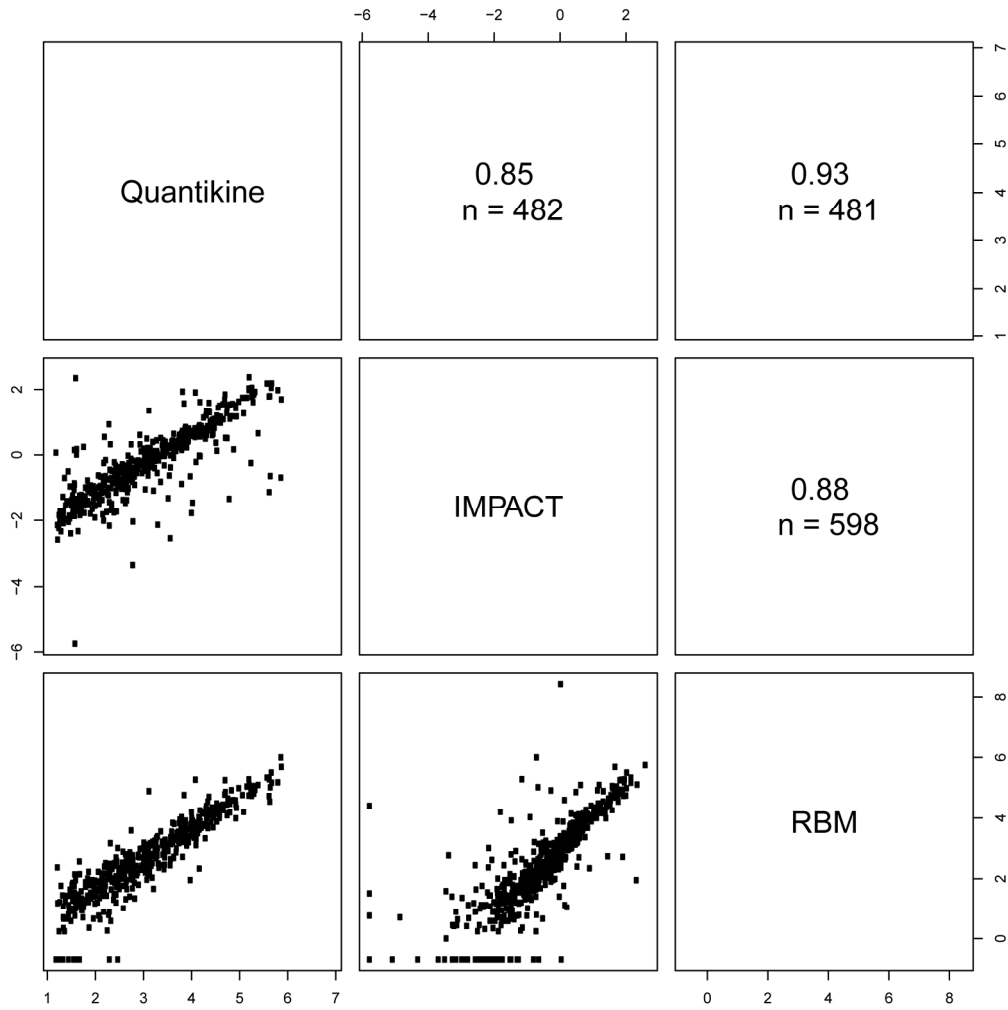 −6 −4 −2 0 2
Quantikine
0.85
n = 482
0.93
n = 481
7
6
5
4
3
2
1
2
0
−2
−4
−6
IMPACT
0.88
n = 598
RBM
8
6
4
2
0
1 2 3 4 5 6 7
0 2 4 6 8